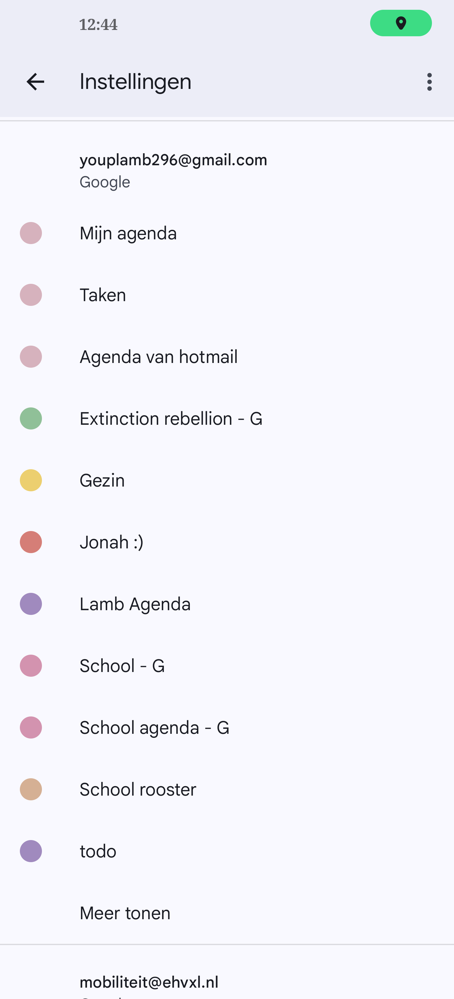 12:44
Instellingen
youplamb296@gmail.com
Google
Mijn agenda
Taken
Agenda van hotmail
Extinction rebellion - G
Gezin
Jonah :)
Lamb Agenda
School - G
School agenda - G
School rooster
todo
Meer tonen
mobiliteit@ehvxl.nl